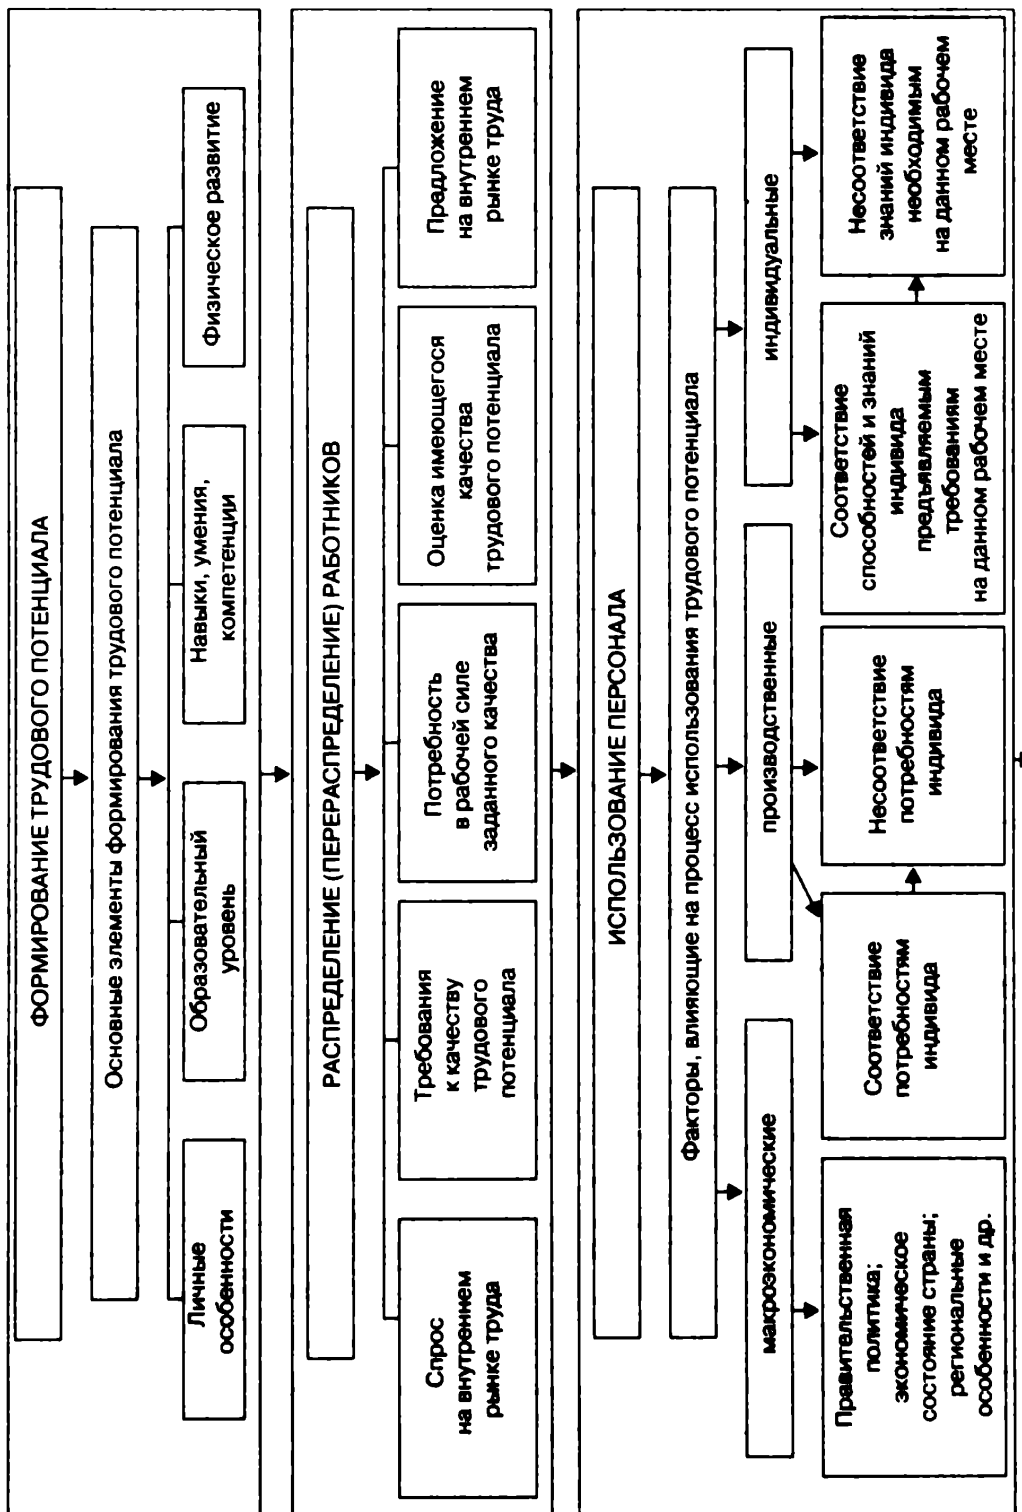 ФОРМИРОВАНИЕ ТРУДОВОГО ПОТЕНЦИАЛА
Основные элементы формирования трудового потенциала
Личные
особенности
Образовательный
уровень
Навыки, умения,
компетенции
Физическое развитие
РАСПРЕДЕЛЕНИЕ (ПЕРЕРАСПРЕДЕЛЕНИЕ) РАБОТНИКОВ
Спрос
на внутреннем
рынке труда
Требования
к качеству
трудового
потенциала
Потребность
в рабочей силе
заданного качества
Оценка имеющегося
качества
трудового потенциала
Предложение
на внутреннем
рынке труда
ИСПОЛЬЗОВАНИЕ ПЕРСОНАЛА
Факторы, влияющие на процесс использования трудового потенциала
макроэкономические
производственные
индивидуальные
Правительственная
политика;
экономическое
состояние страны;
региональные
особенности и др.
Соответствие
потребностям
индивида
Несоответствие
потребностям
индивида
Соответствие
способностей и знаний
индивида
предъявляемым
требованиям
на данном рабочем месте
Несоответствие
знаний индивида
необходимым
на данном рабочем
месте